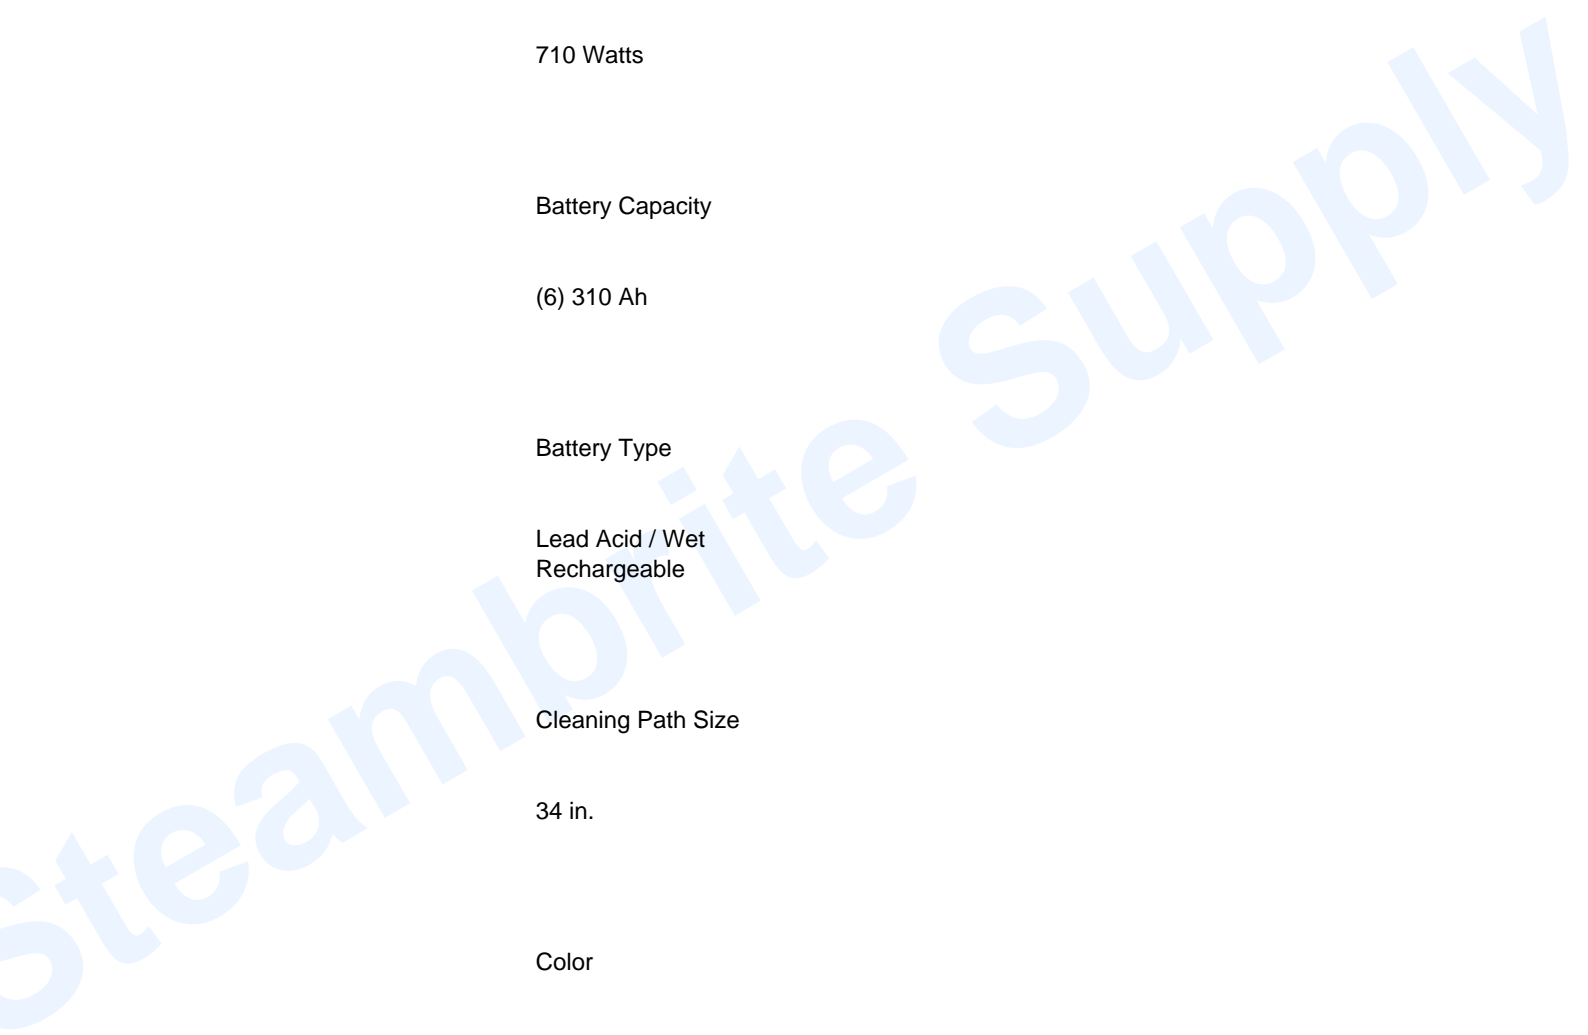 710 Watts
Battery Capacity
(6) 310 Ah
Battery Type
Lead Acid / Wet
Rechargeable
Cleaning Path Size
34 in.
Color
Steambrite Supply